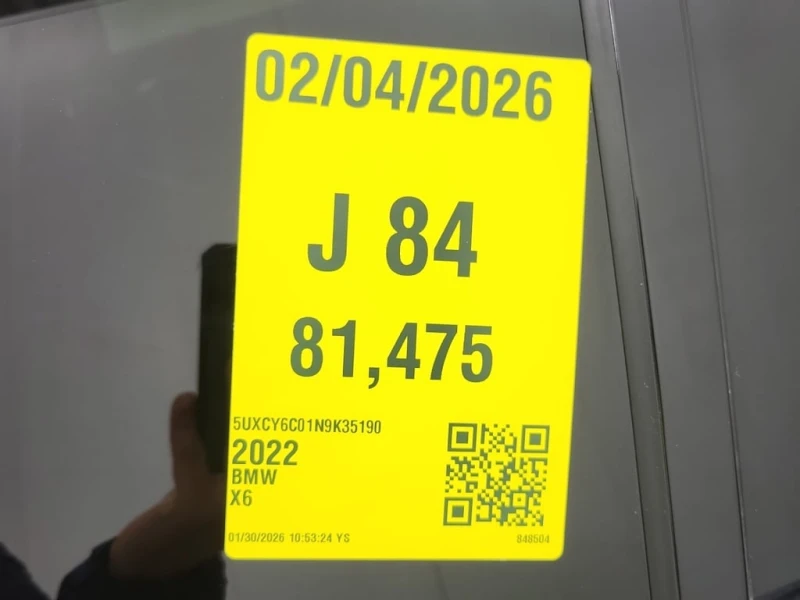 02/04/2026
J 84
81,475
5UXCY6C01N9K35190
2022
BMW
X6
01/30/2026 10:53:24 YS
848504